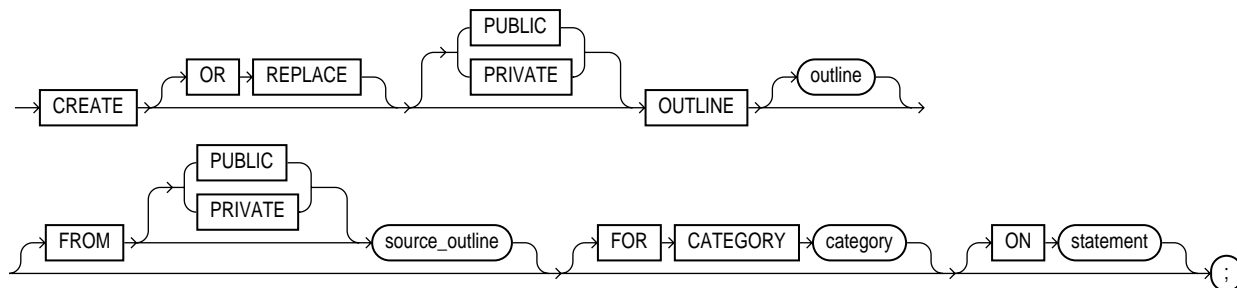 PUBLIC
OR REPLACE PRIVATE outline
CREATE OUTLINE
PUBLIC
PRIVATE
FROM source_outline FOR CATEGORY category ON statement
;